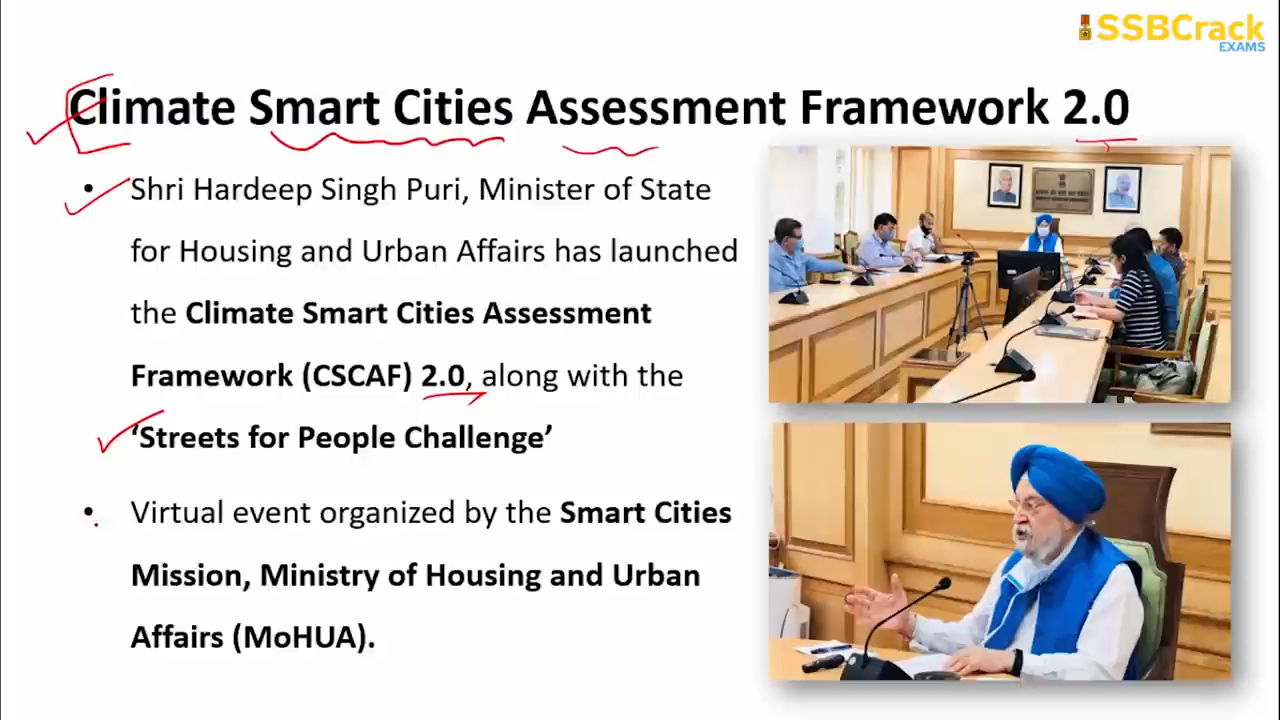 SSBCrack
EXAMS
Climate Smart Cities Assessment Framework 2.0
• Shri Hardeep Singh Puri, Minister of State
for Housing and Urban Affairs has launched
the Climate Smart Cities Assessment
Framework (CSCAF) 2.0, along with the
‘Streets for People Challenge’
• Virtual event organized by the Smart Cities
Mission, Ministry of Housing and Urban
Affairs (MoHUA).